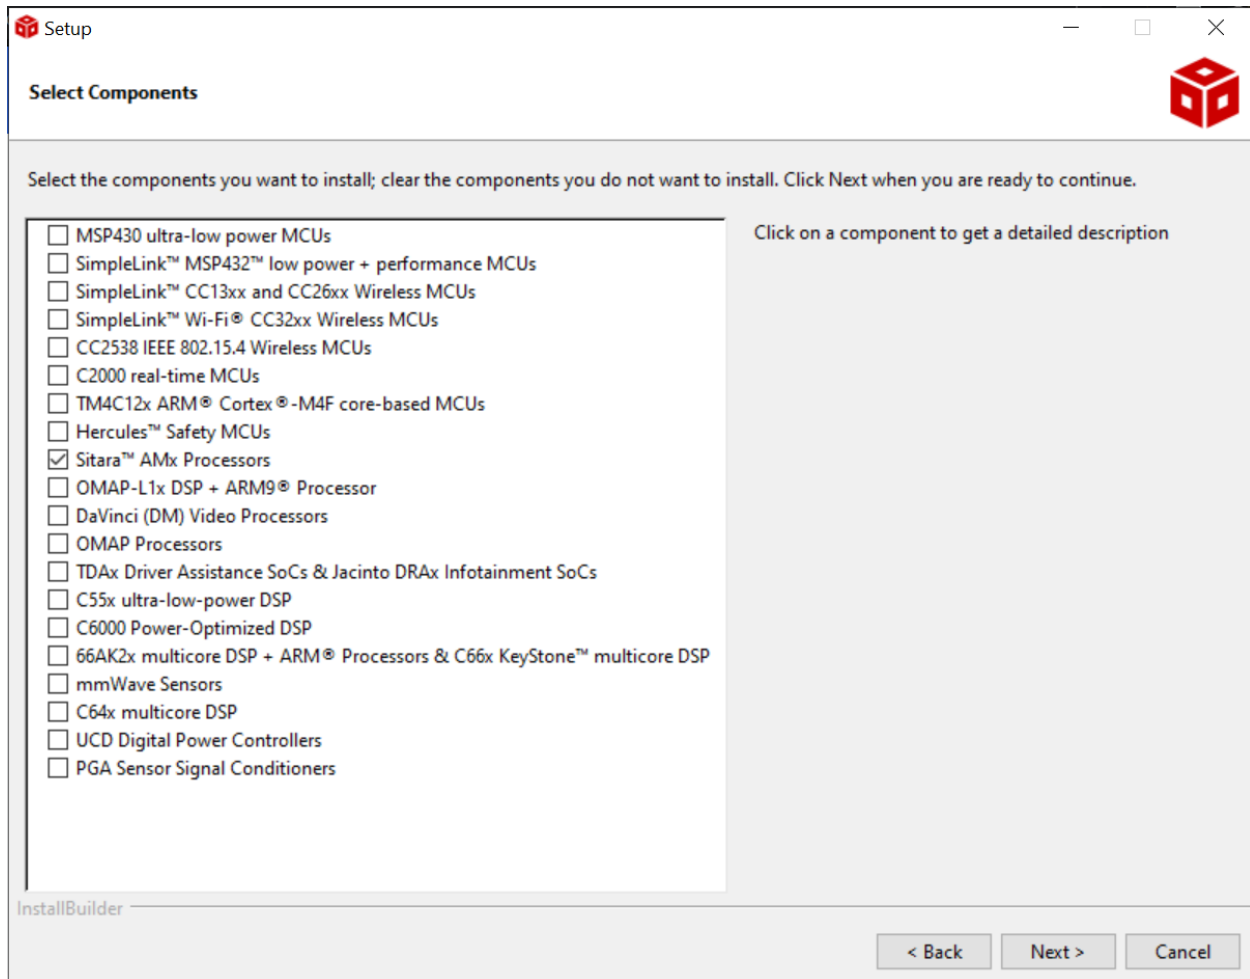 Setup
Select Components
Select the components you want to install; clear the components you do not want to install. Click Next when you are ready to continue.
MSP430 ultra-low power MCUs
SimpleLink™ MSP432™ low power + performance MCUs
SimpleLink™ CC13xx and CC26xx Wireless MCUs
SimpleLink™ Wi-Fi® CC32xx Wireless MCUs
CC2538 IEEE 802.15.4 Wireless MCUs
C2000 real-time MCUs
TM4C12x ARM® Cortex®-M4F core-based MCUs
Hercules™ Safety MCUs
Sitara™ AMx Processors
OMAP-L1x DSP + ARM9® Processor
DaVinci (DM) Video Processors
OMAP Processors
TDAx Driver Assistance SoCs & Jacinto DRAx Infotainment SoCs
C55x ultra-low-power DSP
C6000 Power-Optimized DSP
66AK2x multicore DSP + ARM® Processors & C66x KeyStone™ multicore DSP
mmWave Sensors
C64x multicore DSP
UCD Digital Power Controllers
PGA Sensor Signal Conditioners
Click on a component to get a detailed description
InstallBuilder
< Back Next > Cancel